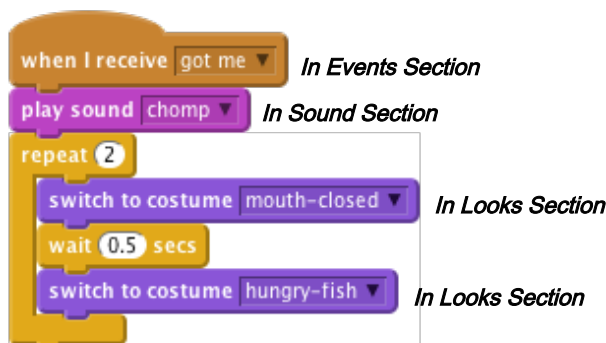 when I receive got me In Events Section
play sound chomp In Sound Section
repeat 2
switch to costume mouth-closed In Looks Section
wait 0.5 secs
switch to costume hungry-fish In Looks Section